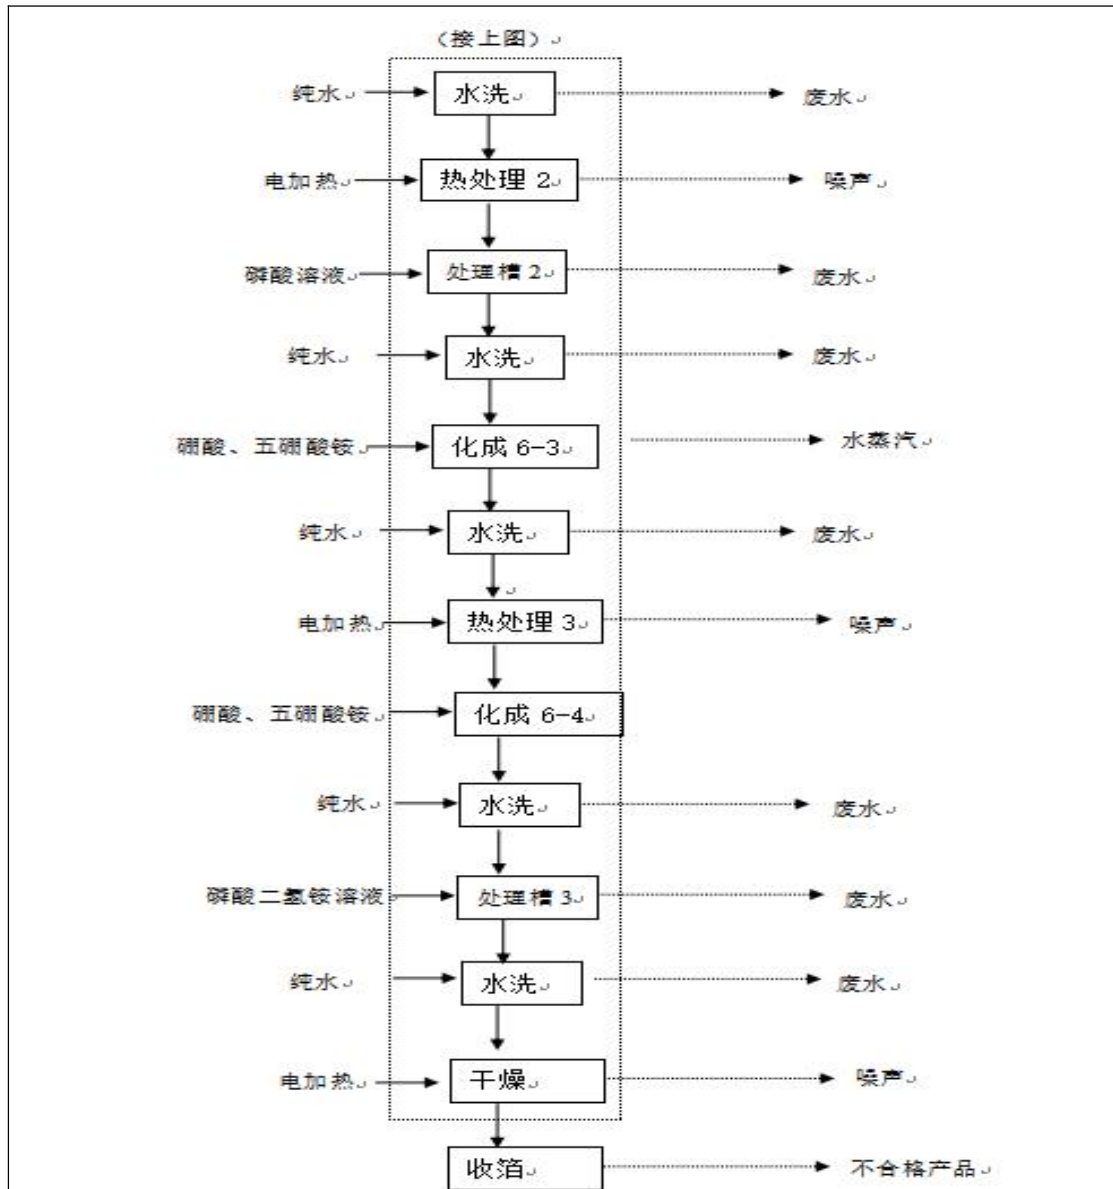 （接上图）
纯水 水洗 废水
电加热 热处理 2 噪声
磷酸溶液 处理槽 2 废水
纯水 水洗 废水
硼酸、五硼酸铵 化成 6-3 水蒸汽
纯水 水洗 废水
电加热 热处理 3 噪声
硼酸、五硼酸铵 化成 6-4
纯水 水洗 废水
磷酸二氢铵溶液 处理槽 3 废水
纯水 水洗 废水
电加热 干燥 噪声
收箔 不合格产品